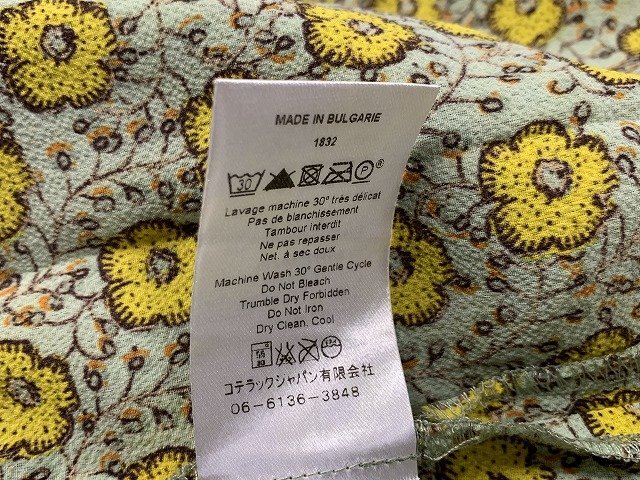 MADE IN BULGARIE
1832
30 P ®
Lavage machine 30° très délicat
Pas de blanchissement
Tambour interdit
Ne pas repasser
Net. à sec doux
Machine Wash 30° Gentle Cycle
Do Not Bleach
Trumble Dry Forbidden
Do Not Iron
Dry Clean. Cool
コテラックジャパン有限会社
06-6136-3848